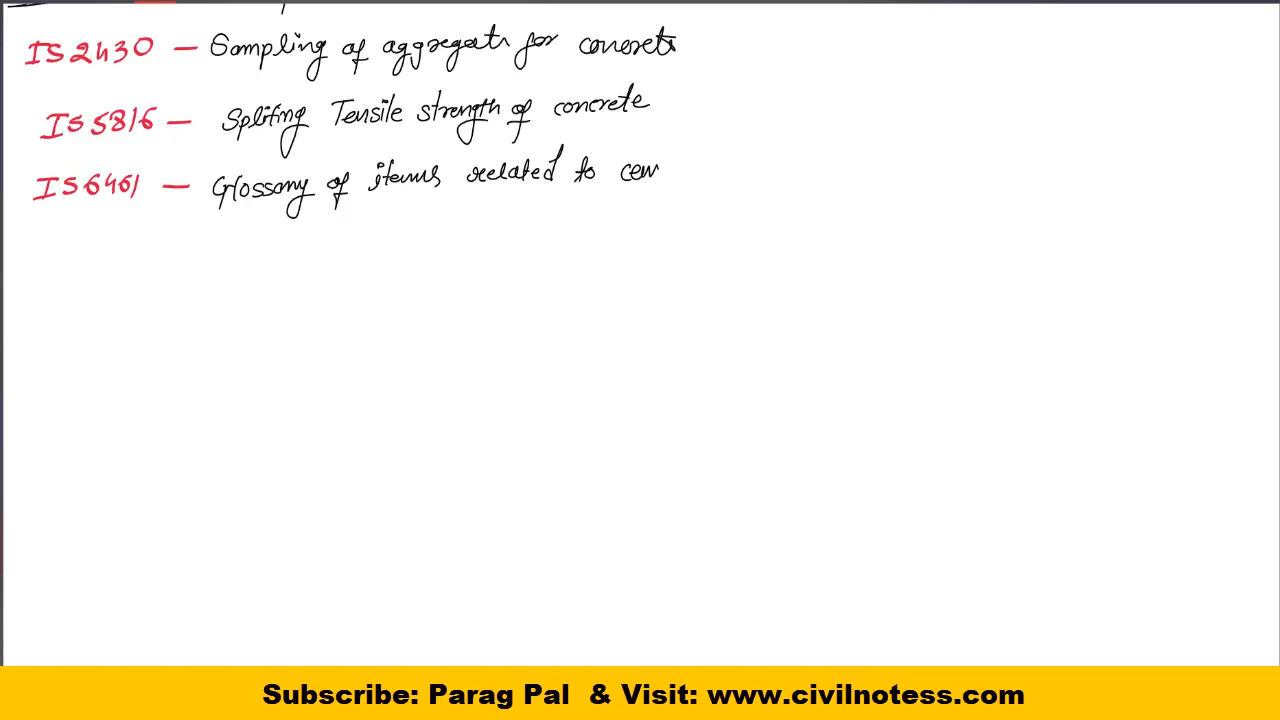 IS2430 — Sampling of aggregate for concrete
IS5816 — Spliting Tensile strength of concrete
IS6461 — Glossary of items related to cem
Subscribe: Parag Pal & Visit: www.civilnotess.com